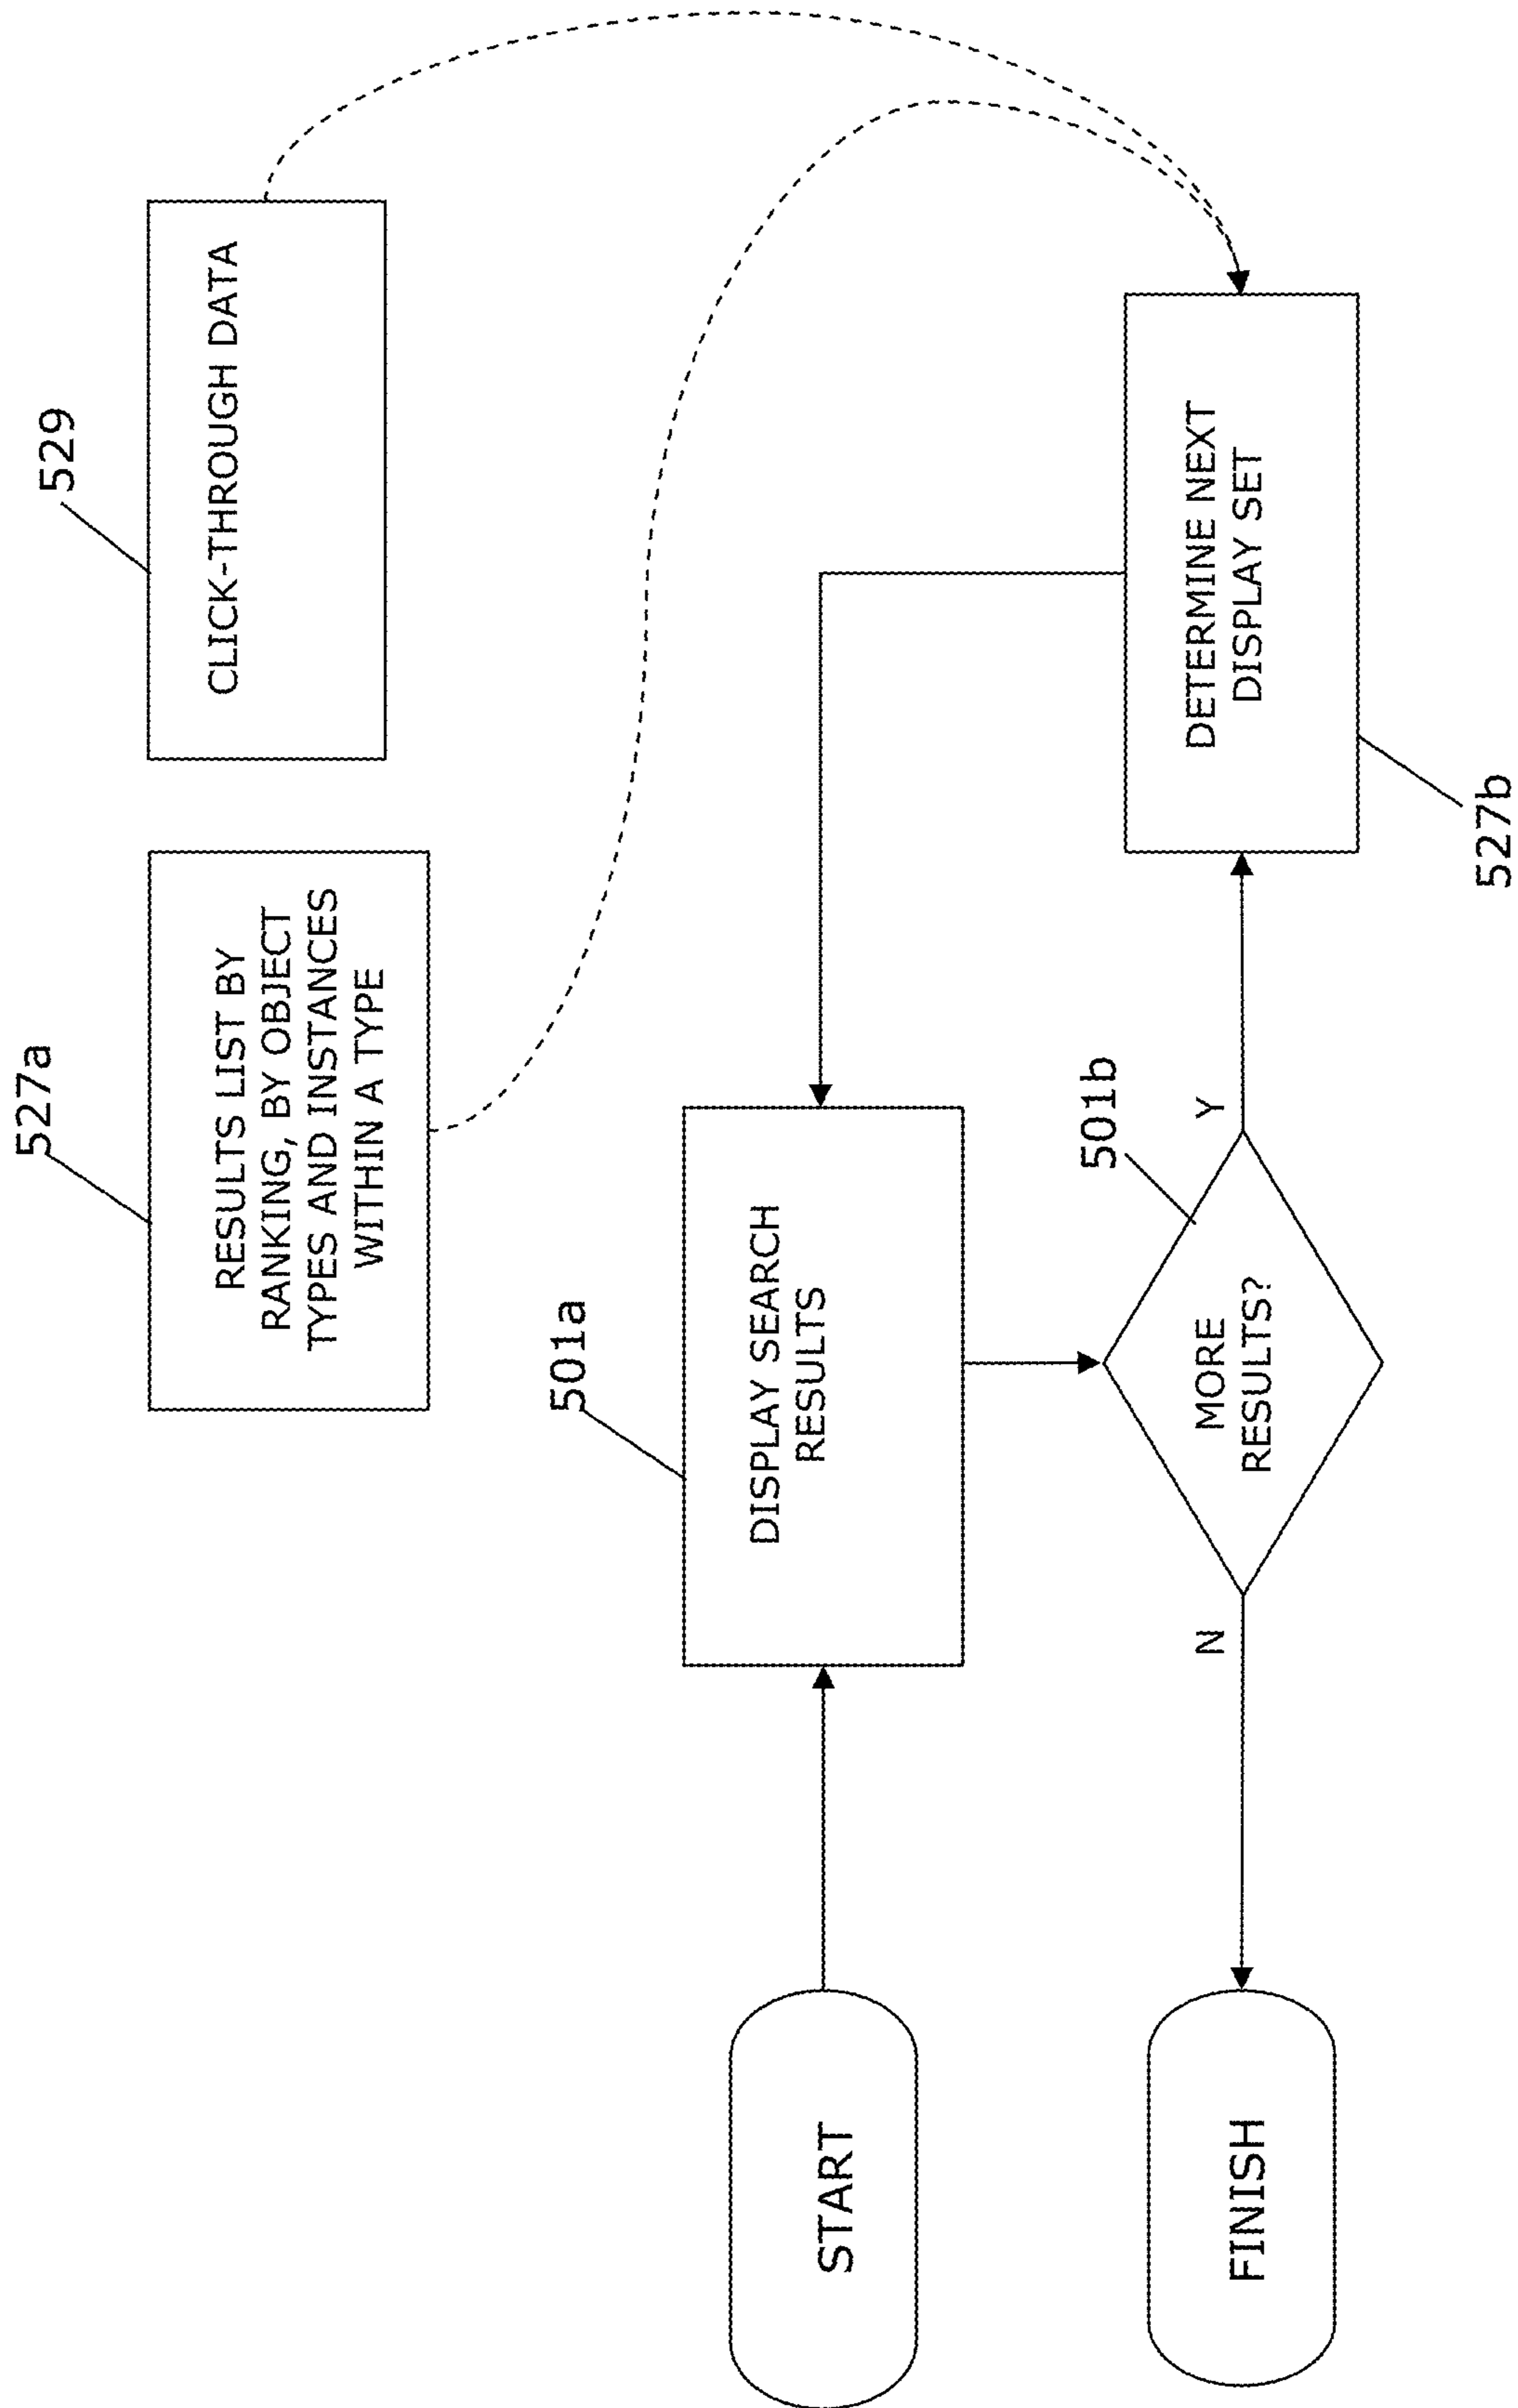 527a
RESULTS LIST BY
RANKING, BY OBJECT
TYPES AND INSTANCES
WITHIN A TYPE
529
CLICK-THROUGH DATA
START
501a
DISPLAY SEARCH
RESULTS
FINISH
N
MORE
RESULTS?
501b
Y
DETERMINE NEXT
DISPLAY SET
527b